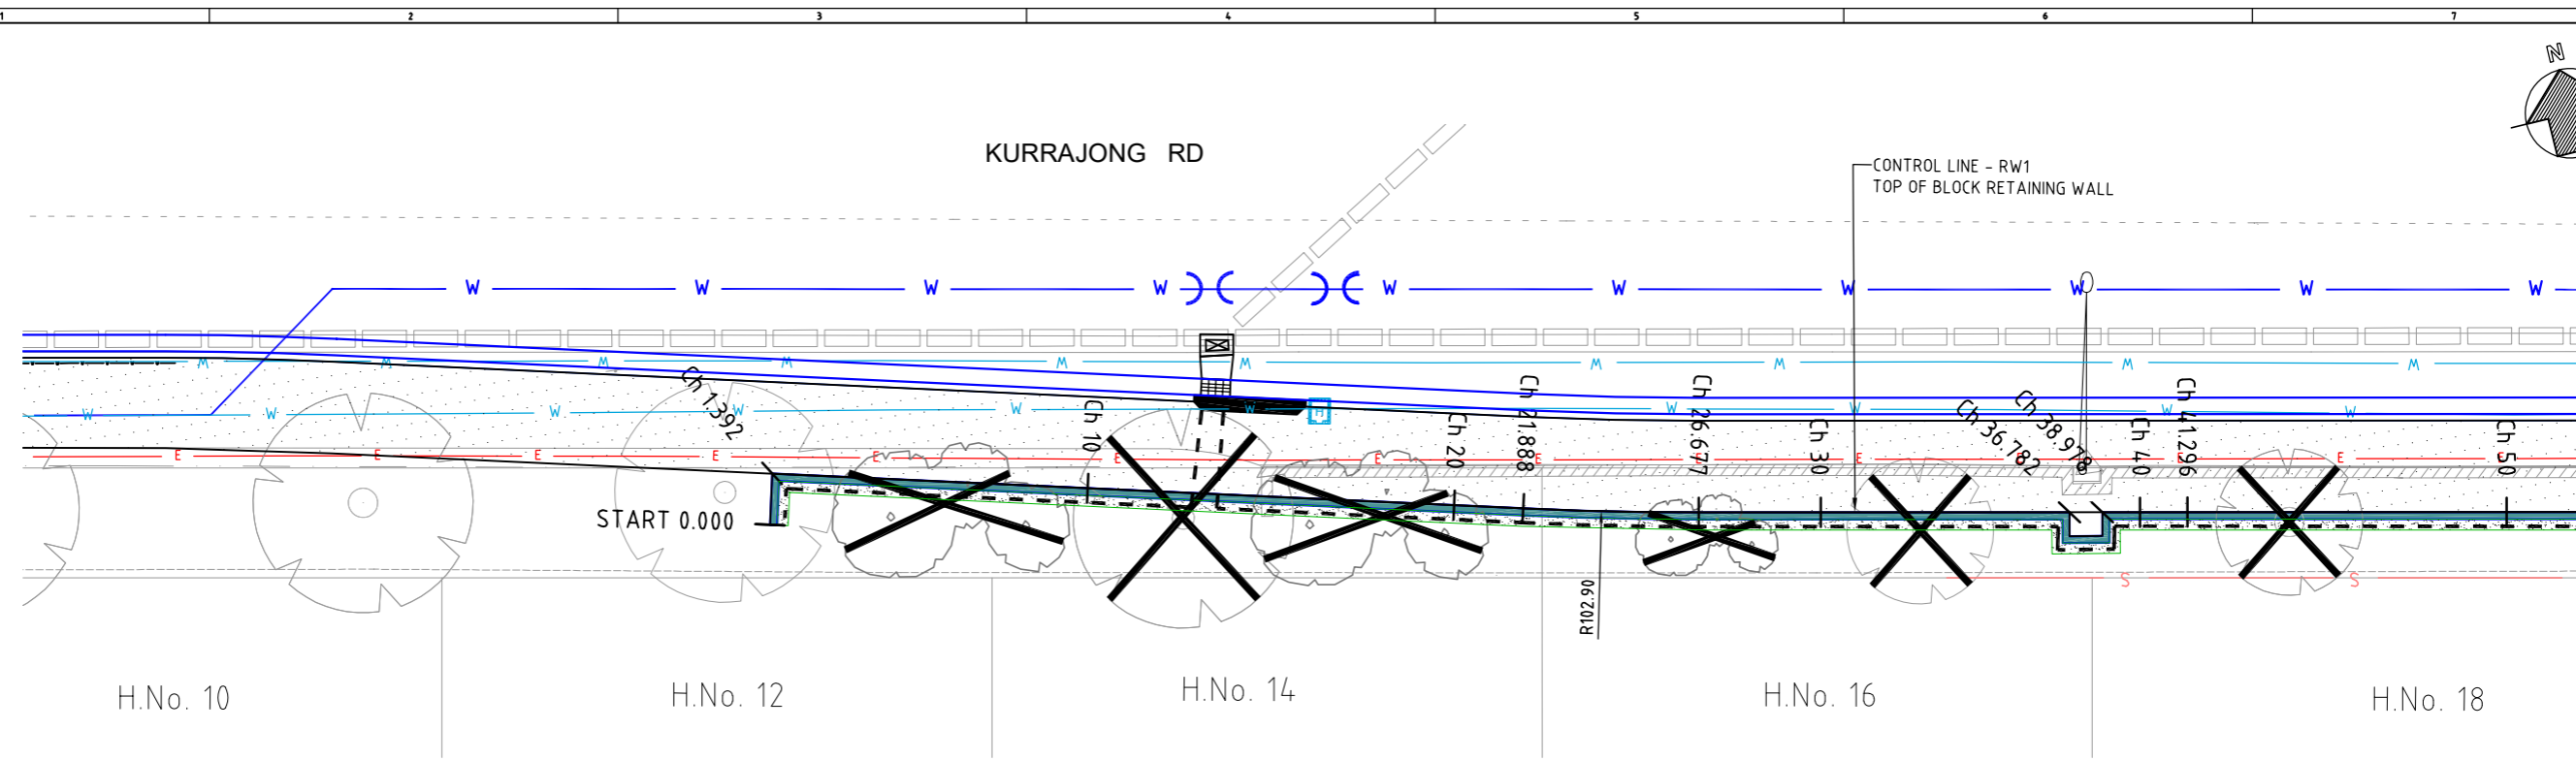 1 2 3 4 5 6 7
N
KURRAJONG RD
CONTROL LINE - RW1
TOP OF BLOCK RETAINING WALL
W W W W W W W W W W
M M M M M M M M M
Ch 1.392
Ch 10
Ch 20
Ch 21.888
Ch 26.677
Ch 30
Ch 36.782
Ch 38.978
Ch 40
Ch 41.296
Ch 50
W W W W W W W W W
H
E E E E E E E E E E E E E
START 0.000
R102.90
S S
H.No. 10
H.No. 12
H.No. 14
H.No. 16
H.No. 18